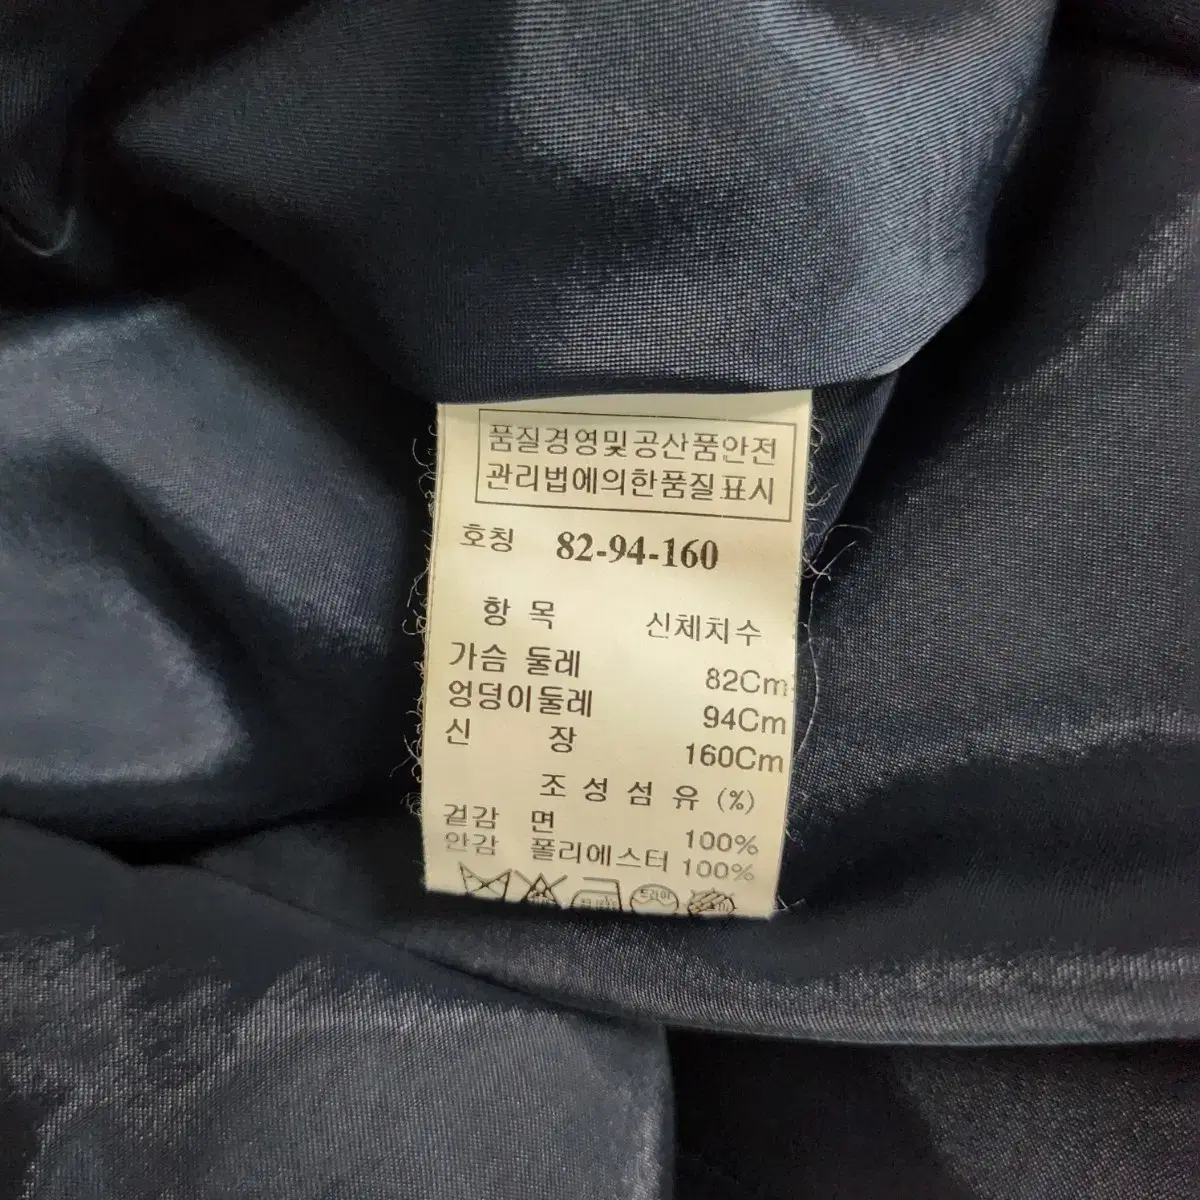 품질경영및공산품안전
관리법에의한품질표시
호칭 82-94-160
항 목 신체치수
가슴 둘레 82Cm
엉덩이둘레 94Cm
신 장 160Cm
조 성 섬 유 (%)
겉감 면 100%
안감 폴리에스터 100%
드라이